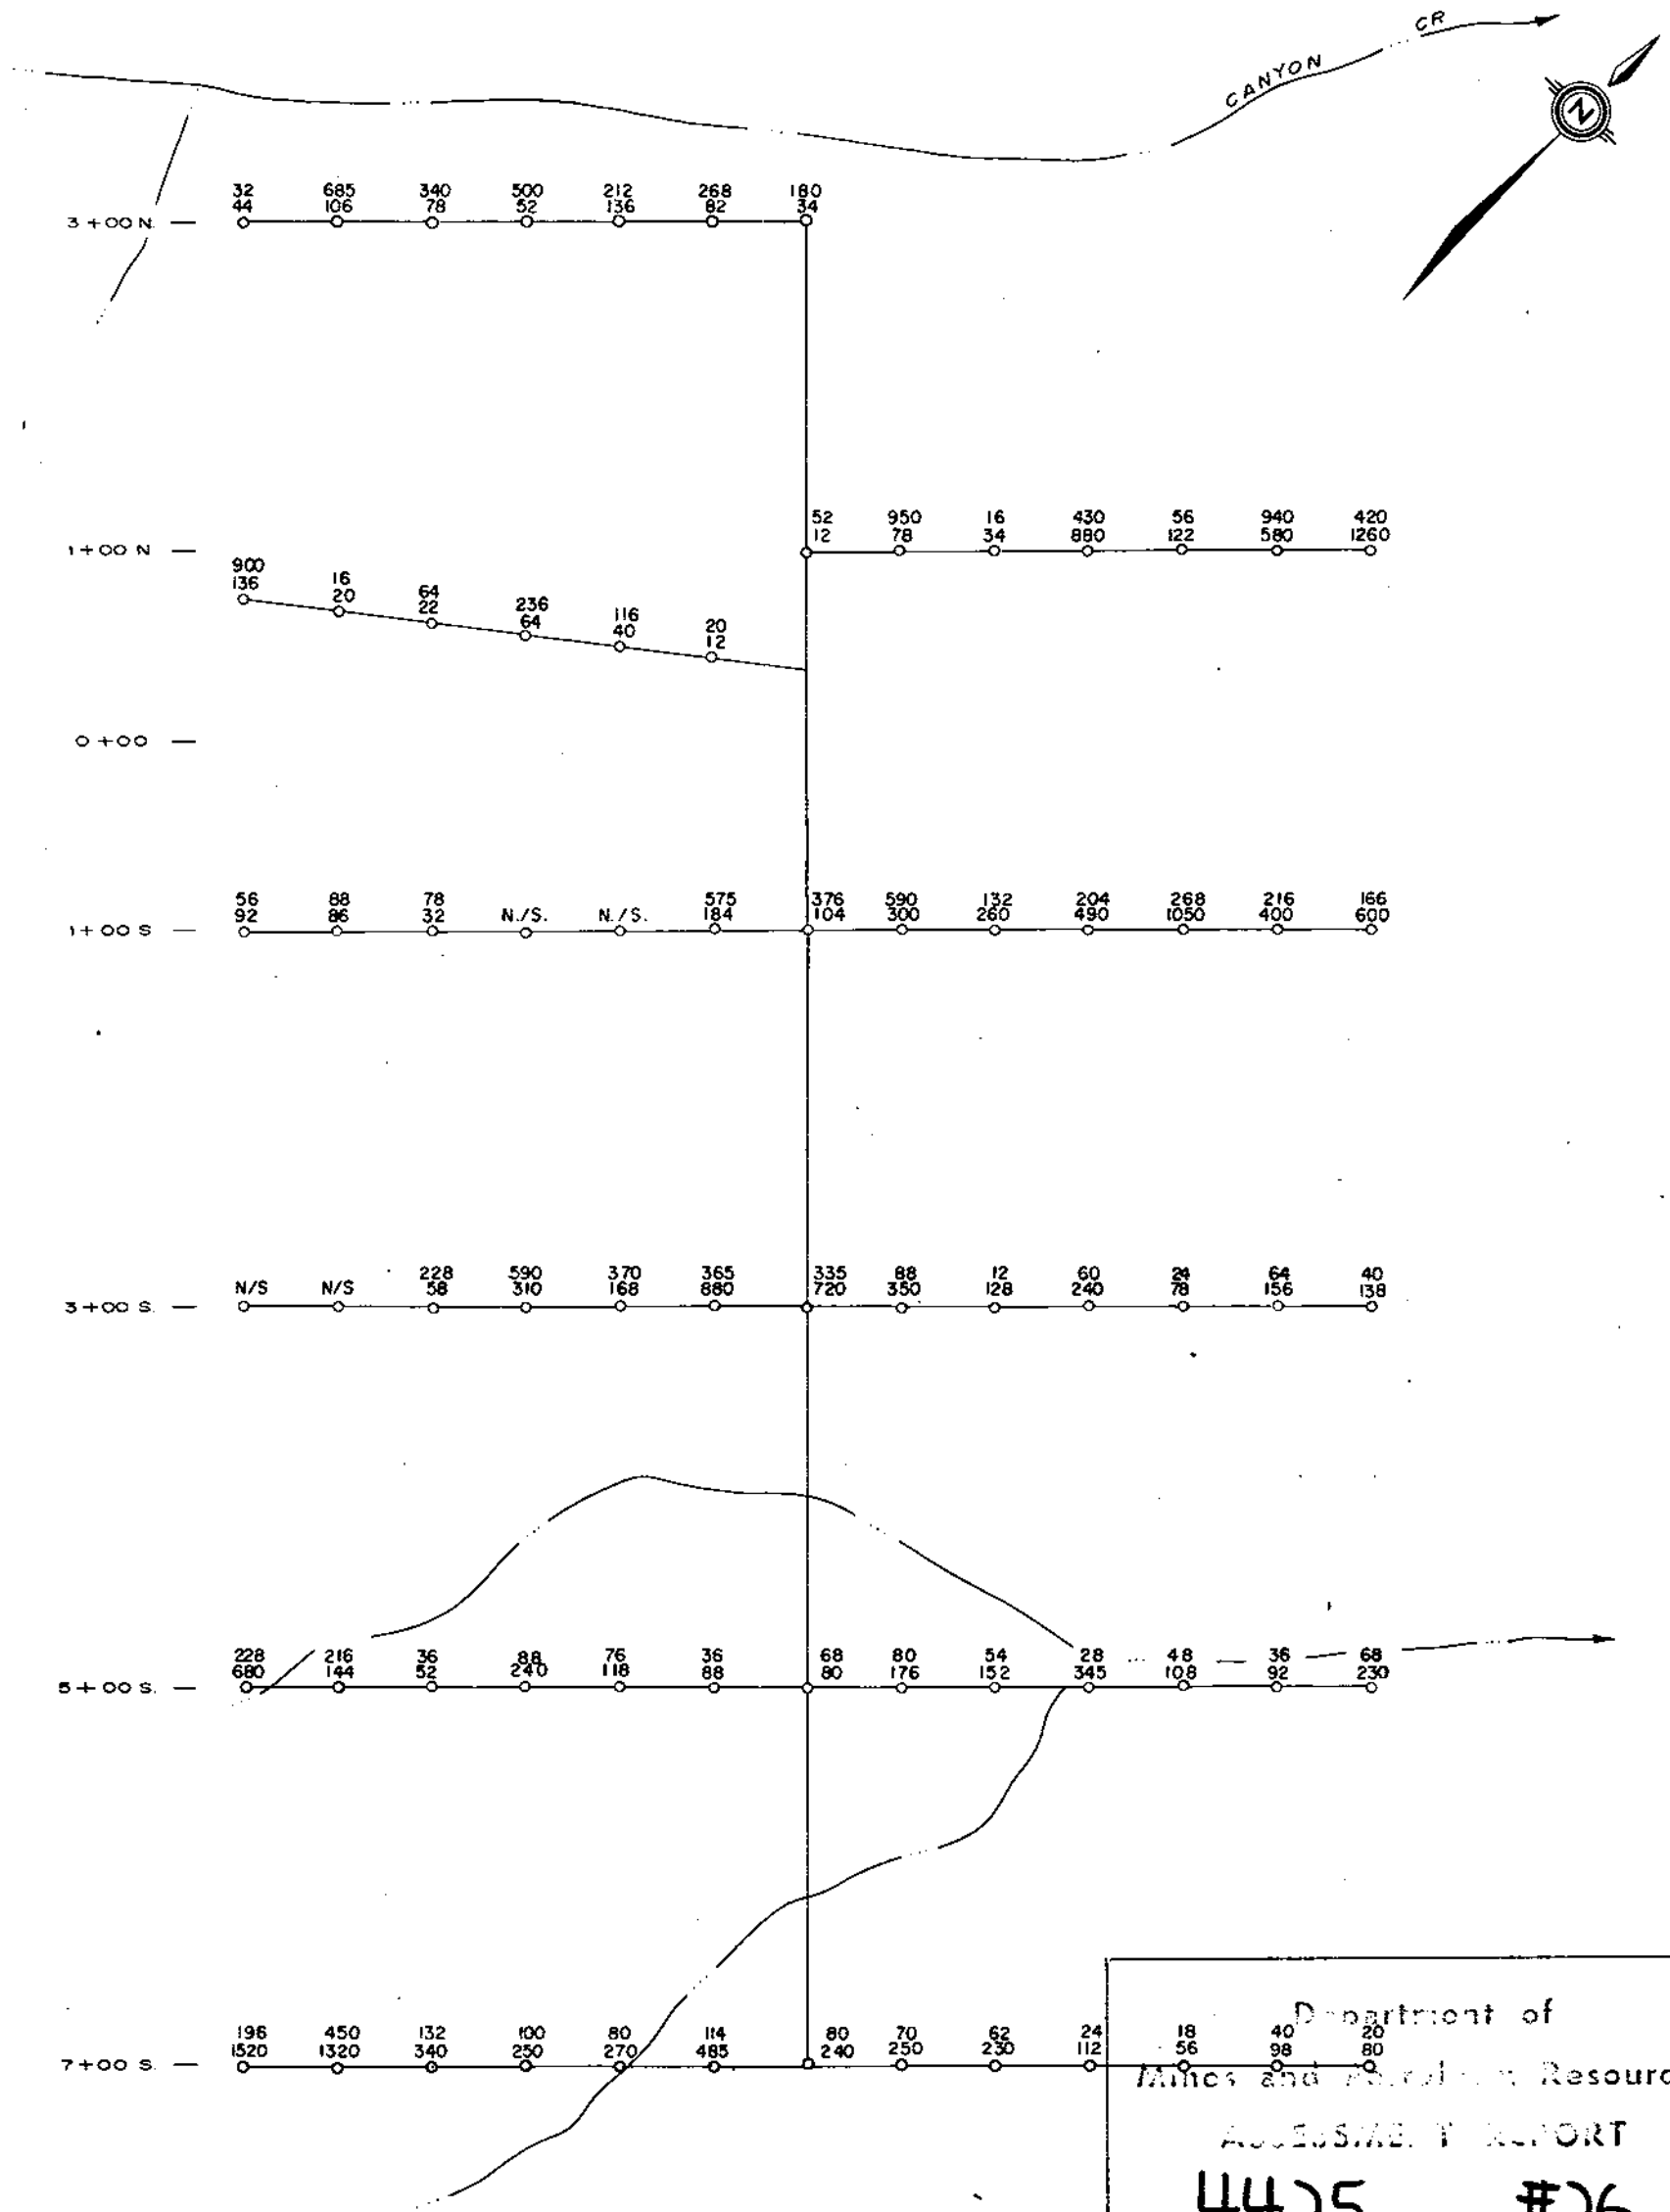 CANYON CR
N
32 685 340 500 212 268 180
3+00 N. 44 106 78 52 136 82 34
52 950 16 430 56 940 420
1+00 N 12 78 34 880 122 580 1260
900 16 64 236 116 20
136 20 22 64 40 12
0+00
56 88 78 N./S. N./S. 575 376 590 132 204 268 216 166
1+00 S 92 86 32 184 104 300 260 490 1050 400 600
N/S N/S 228 590 370 365 335 88 12 60 24 64 40
3+00 S. 58 310 168 880 720 350 128 240 78 156 138
228 216 36 88 76 36 68 80 54 28 48 36 68
5+00 S. 680 144 52 240 118 88 80 176 152 345 108 92 230
196 450 132 100 80 114 80 70 62 24 18 40 20
7+00 S. 1520 1320 340 250 270 485 240 250 230 112 56 98 80
Department of
Mines and Petroleum Resourc
ASSESSMENT REPORT
4425 #26